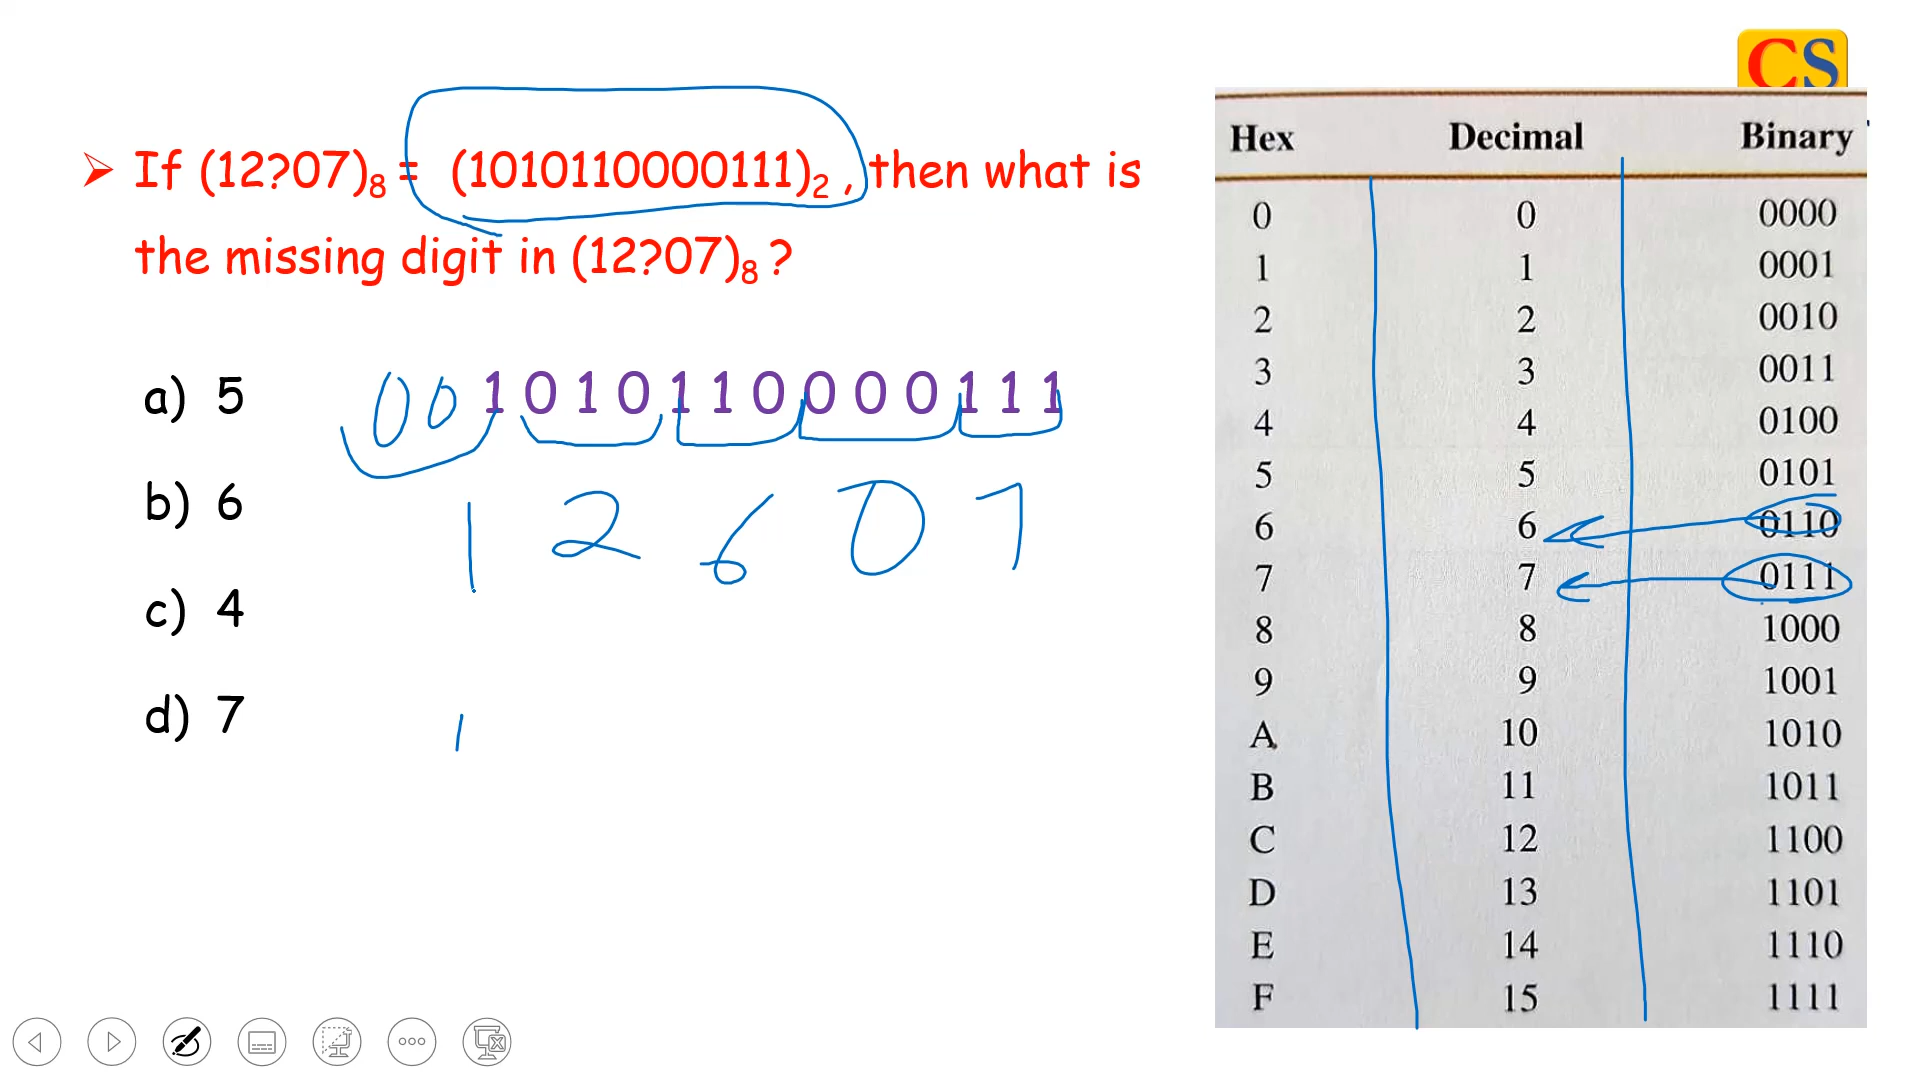 CS
➢ If (12?07)₈ = (1010110000111)₂ , then what is
the missing digit in (12?07)₈ ?
a) 5
b) 6
c) 4
d) 7
0 0 1 0 1 0 1 1 0 0 0 0 1 1 1
1 2 6 0 7
1
Hex Decimal Binary
0 0 0000
1 1 0001
2 2 0010
3 3 0011
4 4 0100
5 5 0101
6 6 0110
7 7 0111
8 8 1000
9 9 1001
A 10 1010
B 11 1011
C 12 1100
D 13 1101
E 14 1110
F 15 1111